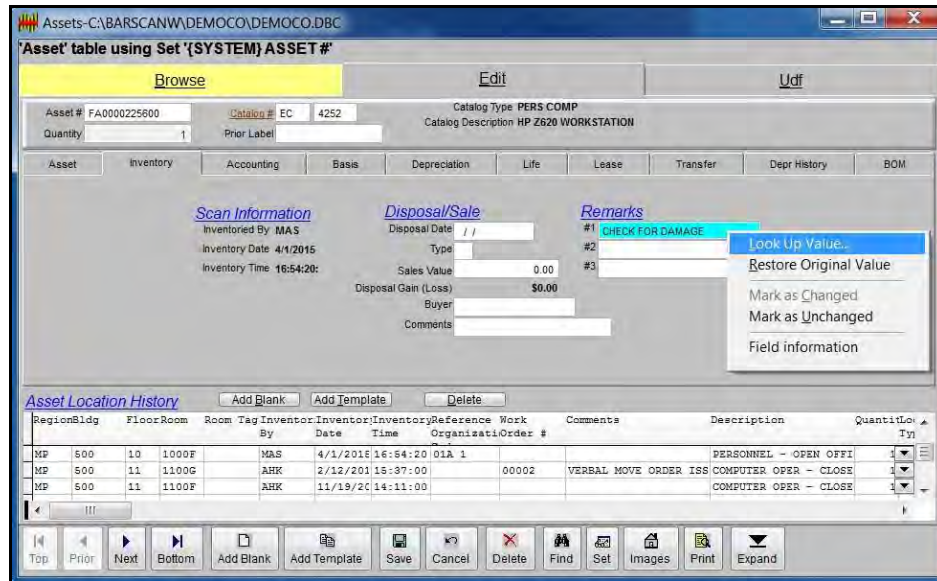 Assets-C:\BARSCANW\DEMOCO\DEMOCO.DBC
'Asset' table using Set '{SYSTEM} ASSET #'
Browse Edit Udf
Asset # FA0000225600 Catalog # EC 4252 Catalog Type PERS COMP
Quantity 1 Prior Label Catalog Description HP Z620 WORKSTATION
Asset Inventory Accounting Basis Depreciation Life Lease Transfer Depr History BOM
Scan Information Disposal/Sale Remarks
Inventoried By MAS Disposal Date / / #1 CHECK FOR DAMAGE
Inventory Date 4/1/2015 Type #2
Inventory Time 16:54:20: Sales Value 0.00 #3
Disposal Gain (Loss) $0.00
Buyer
Comments
Look Up Value...
Restore Original Value
Mark as Changed
Mark as Unchanged
Field information
Asset Location History Add Blank Add Template Delete
Region Bldg Floor Room Room Tag Inventor Inventor Inventory Reference Work Comments Description Quantit Lo
By Date Time Organizati Order # Typ
MP 500 10 1000F MAS 4/1/2015 16:54:20 01A 1 PERSONNEL - OPEN OFFI 1
MP 500 11 1100G AHK 2/12/201 15:37:00 00002 VERBAL MOVE ORDER ISS COMPUTER OPER - CLOSE 1
MP 500 11 1100F AHK 11/19/20 14:11:00 COMPUTER OPER - CLOSE 1
Top Prior Next Bottom Add Blank Add Template Save Cancel Delete Find Set Images Print Expand